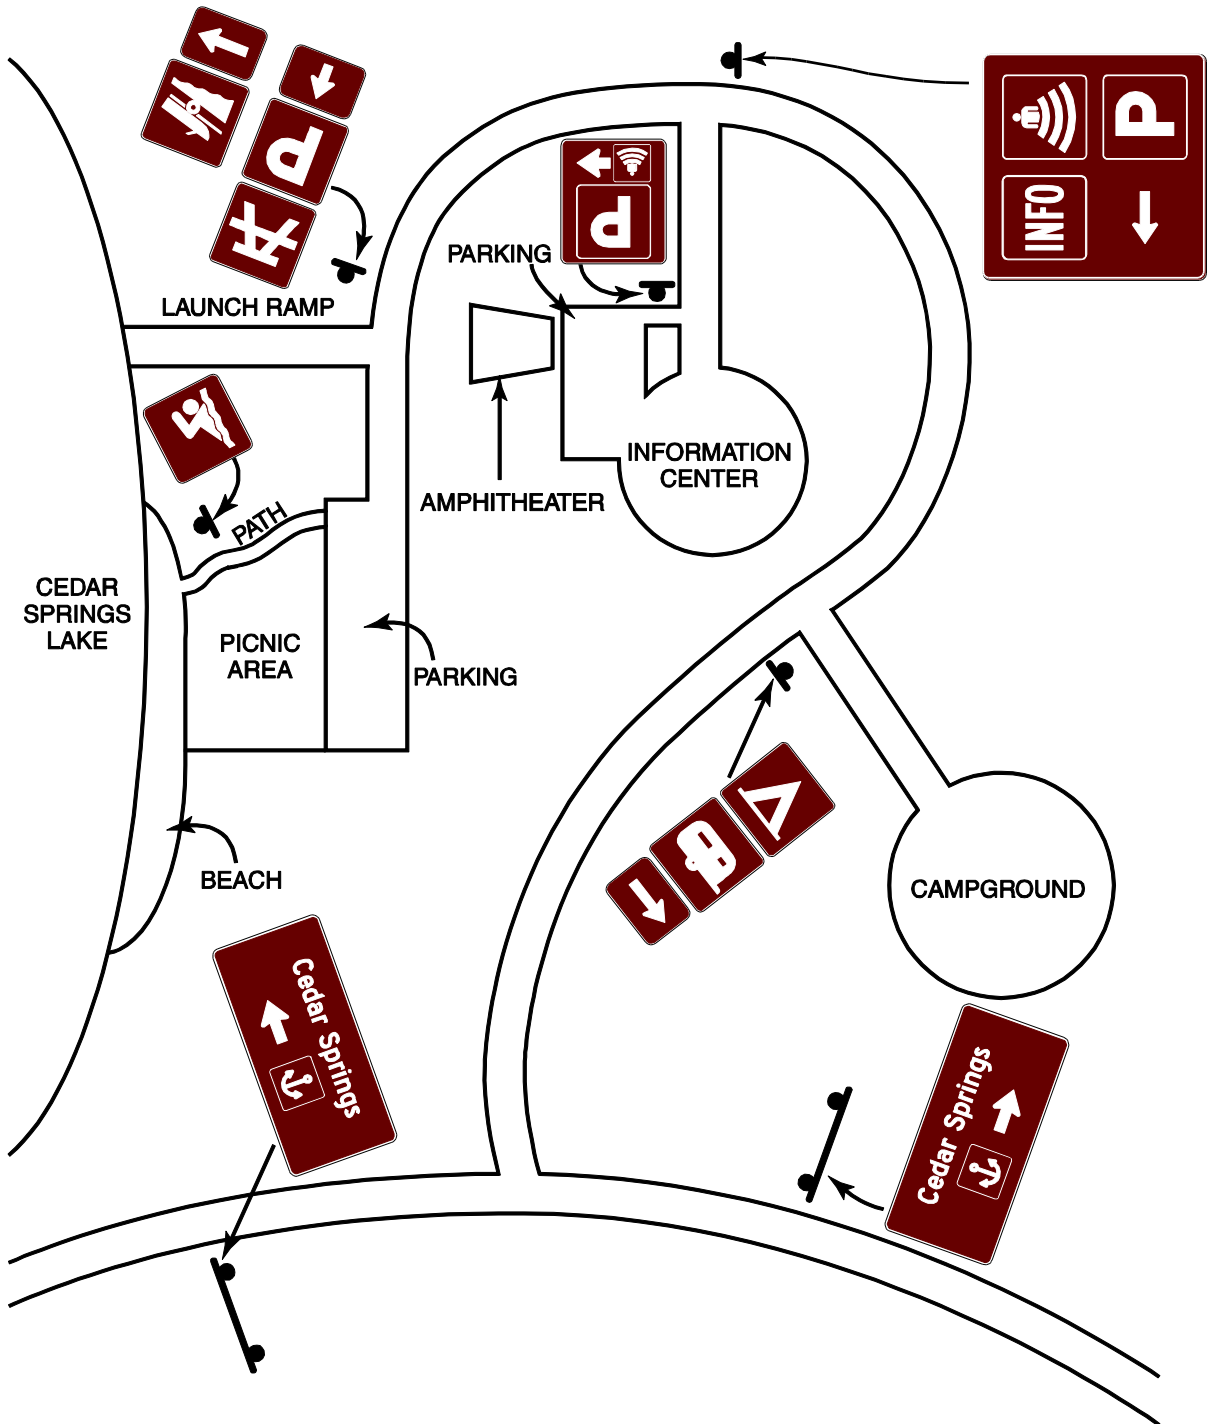 P
P
INFO
P
P
PARKING
LAUNCH RAMP
INFORMATION
CENTER
AMPHITHEATER
PATH
CEDAR
SPRINGS
LAKE
PICNIC
AREA
PARKING
BEACH
CAMPGROUND
Cedar Springs
Cedar Springs